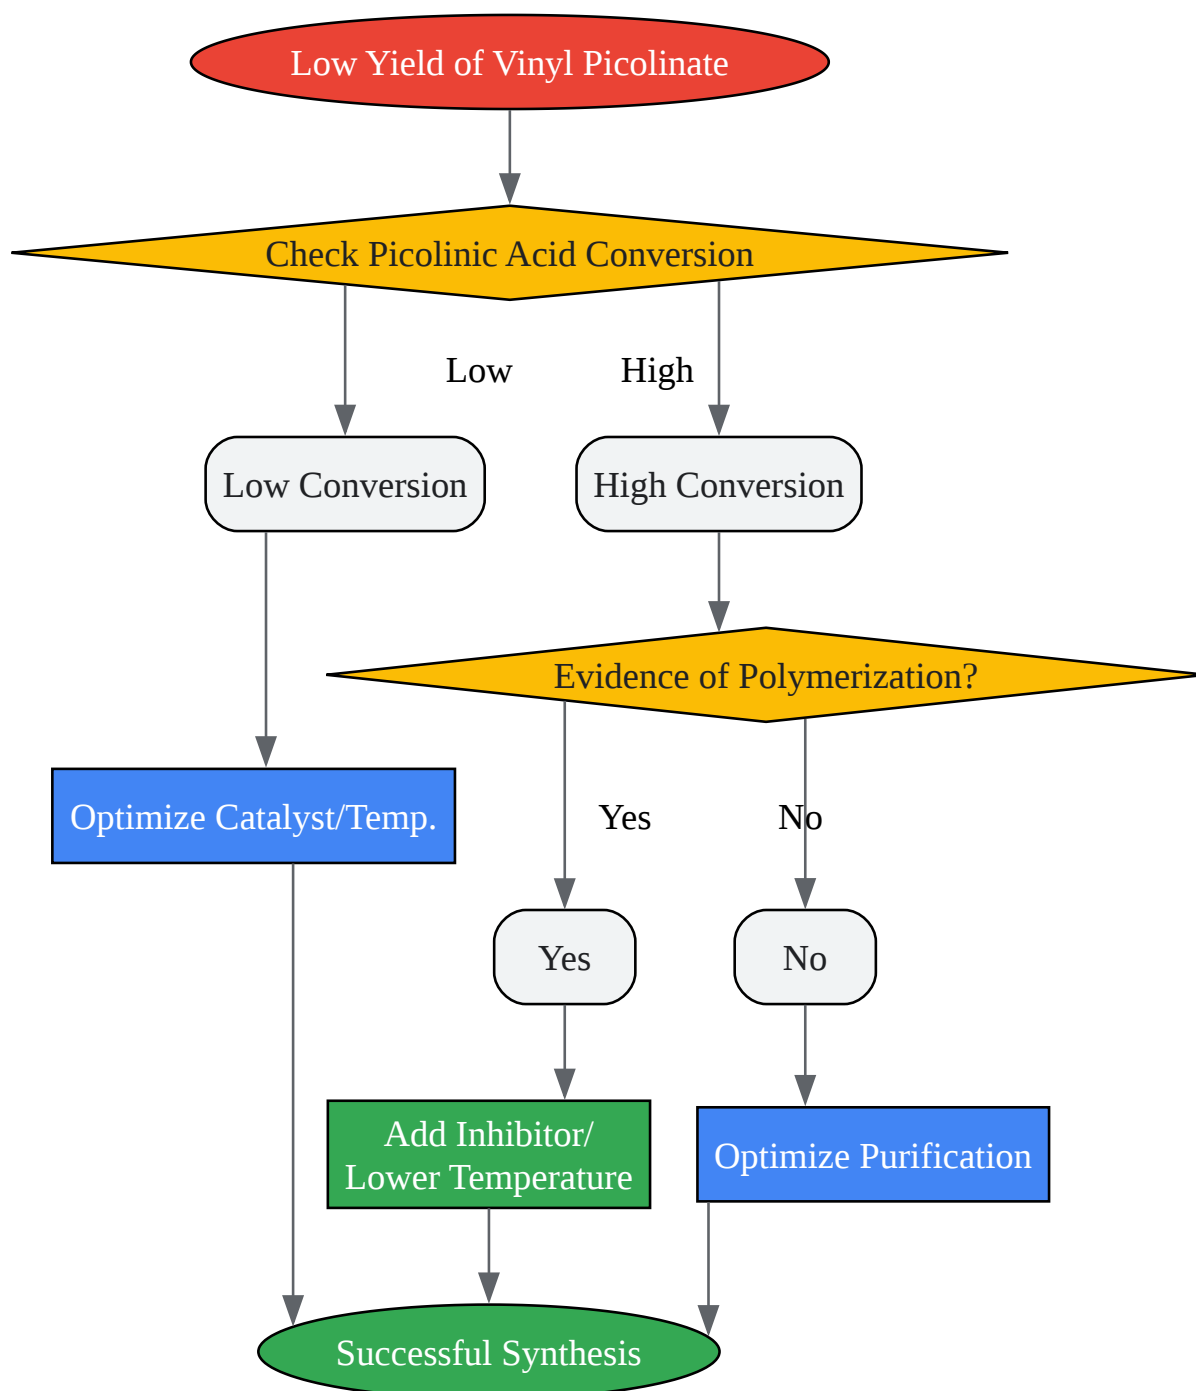 Low Yield of Vinyl Picolinate
Check Picolinic Acid Conversion
Low
High
Low Conversion
High Conversion
Evidence of Polymerization?
Optimize Catalyst/Temp.
Yes
No
Yes
No
Add Inhibitor/
Lower Temperature
Optimize Purification
Successful Synthesis